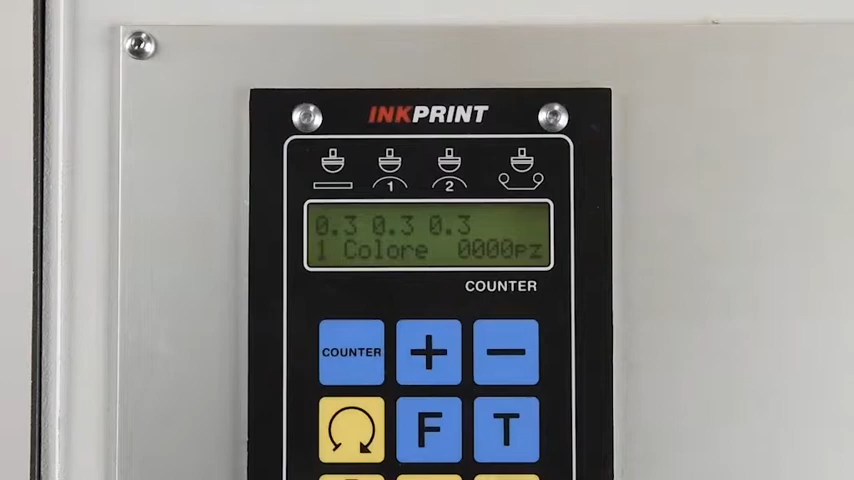 INKPRINT
1 2
0.3 0.3 0.3
1 Colore 0000pz
COUNTER
COUNTER + −
F T